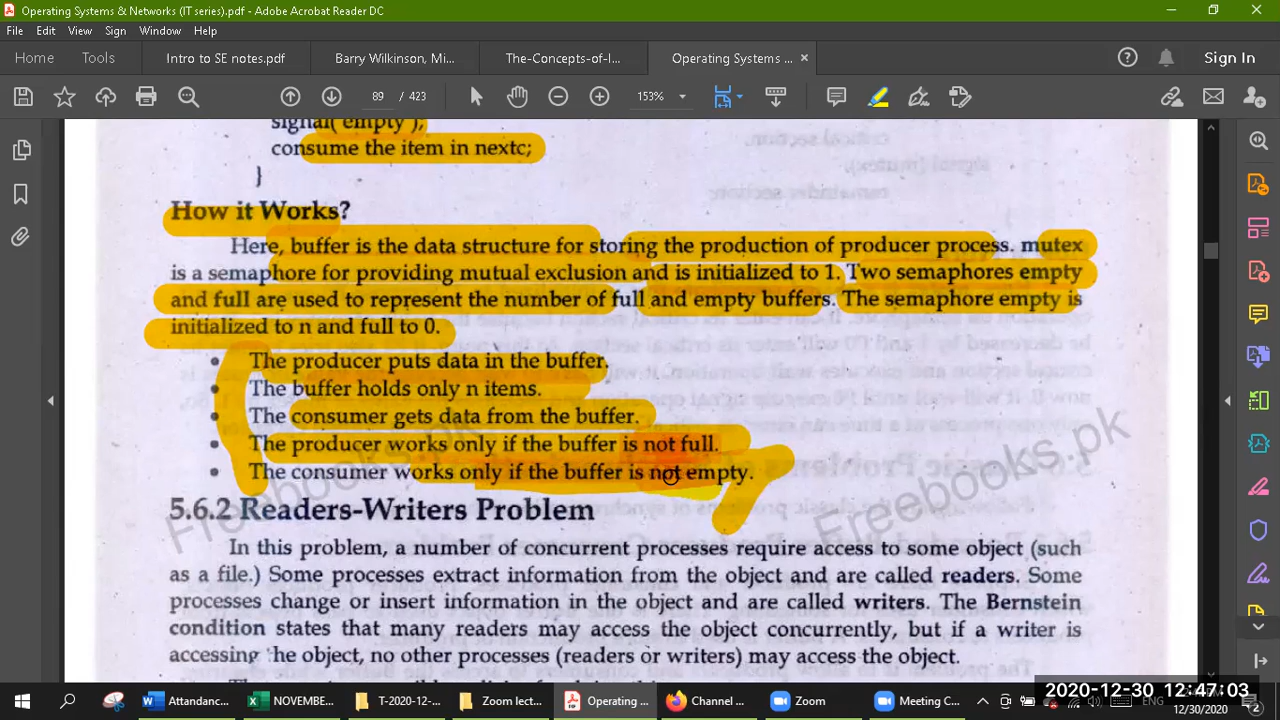 Operating Systems & Networks (IT series).pdf - Adobe Acrobat Reader DC
File Edit View Sign Window Help
Home Tools Intro to SE notes.pdf Barry Wilkinson, Mi... The-Concepts-of-I... Operating Systems ... × Sign In
89 / 423 153%
signal( empty );
consume the item in nextc;
}
How it Works?
Here, buffer is the data structure for storing the production of producer process. mutex
is a semaphore for providing mutual exclusion and is initialized to 1. Two semaphores empty
and full are used to represent the number of full and empty buffers. The semaphore empty is
initialized to n and full to 0.
• The producer puts data in the buffer.
• The buffer holds only n items.
• The consumer gets data from the buffer.
• The producer works only if the buffer is not full.
• The consumer works only if the buffer is not empty.
5.6.2 Readers-Writers Problem
In this problem, a number of concurrent processes require access to some object (such
as a file.) Some processes extract information from the object and are called readers. Some
processes change or insert information in the object and are called writers. The Bernstein
condition states that many readers may access the object concurrently, but if a writer is
accessing the object, no other processes (readers or writers) may access the object.
Freebooks.pk Freebooks.pk
Attandanc... NOVEMBE... T-2020-12-... Zoom lect... Operating ... Channel ... Zoom Meeting C...
2020-12-30 12:47:03
12/30/2020